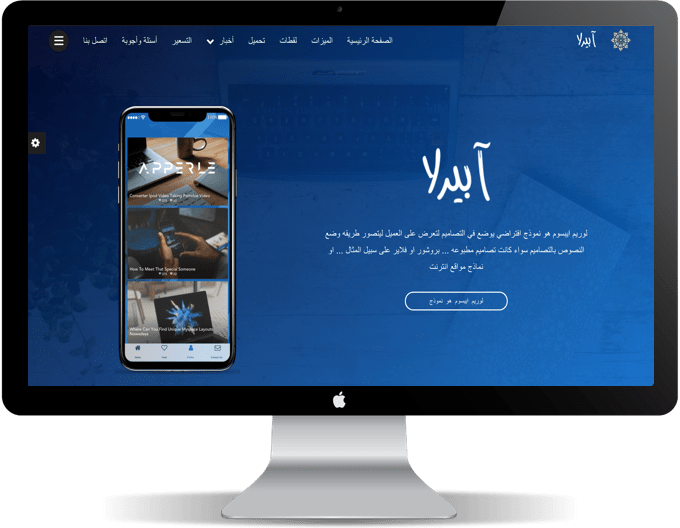 آبيرلا
الصفحة الرئيسية
الميزات
لقطات
تحميل
أخبار
التسعير
أسئلة وأجوبة
اتصل بنا
آبيرلا
لوريم ايبسوم هو نموذج افتراضي يوضع في التصاميم لتعرض على العميل ليتصور طريقه وضع
النصوص بالتصاميم سواء كانت تصاميم مطبوعه ... بروشور او فلاير على سبيل المثال ... او
نماذج مواقع انترنت
لوريم ايبسوم هو نموذج
APPERLE
Converter Ipod Video Taking Portable Video
How To Meet That Special Someone
Where Can You Find Unique Myspace Layouts
Nowadays